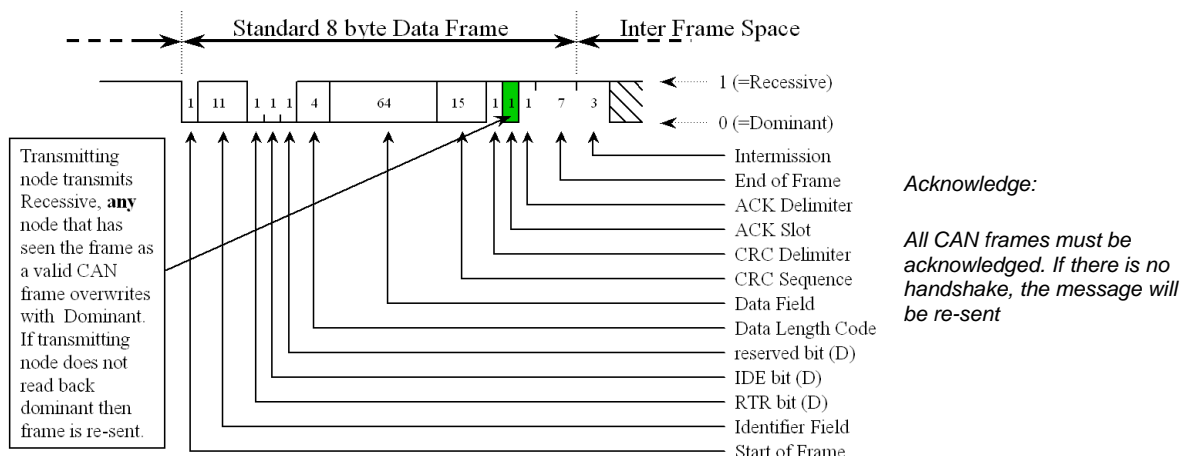 Standard 8 byte Data Frame
Inter Frame Space
1 (=Recessive)
1 11 1 1 1 4 64 15 1 1 1 7 3
0 (=Dominant)
Transmitting
node transmits
Recessive, any
node that has
seen the frame as
a valid CAN
frame overwrites
with Dominant.
If transmitting
node does not
read back
dominant then
frame is re-sent.
Intermission
End of Frame
ACK Delimiter
ACK Slot
CRC Delimiter
CRC Sequence
Data Field
Data Length Code
reserved bit (D)
IDE bit (D)
RTR bit (D)
Identifier Field
Start of Frame
Acknowledge:
All CAN frames must be
acknowledged. If there is no
handshake, the message will
be re-sent